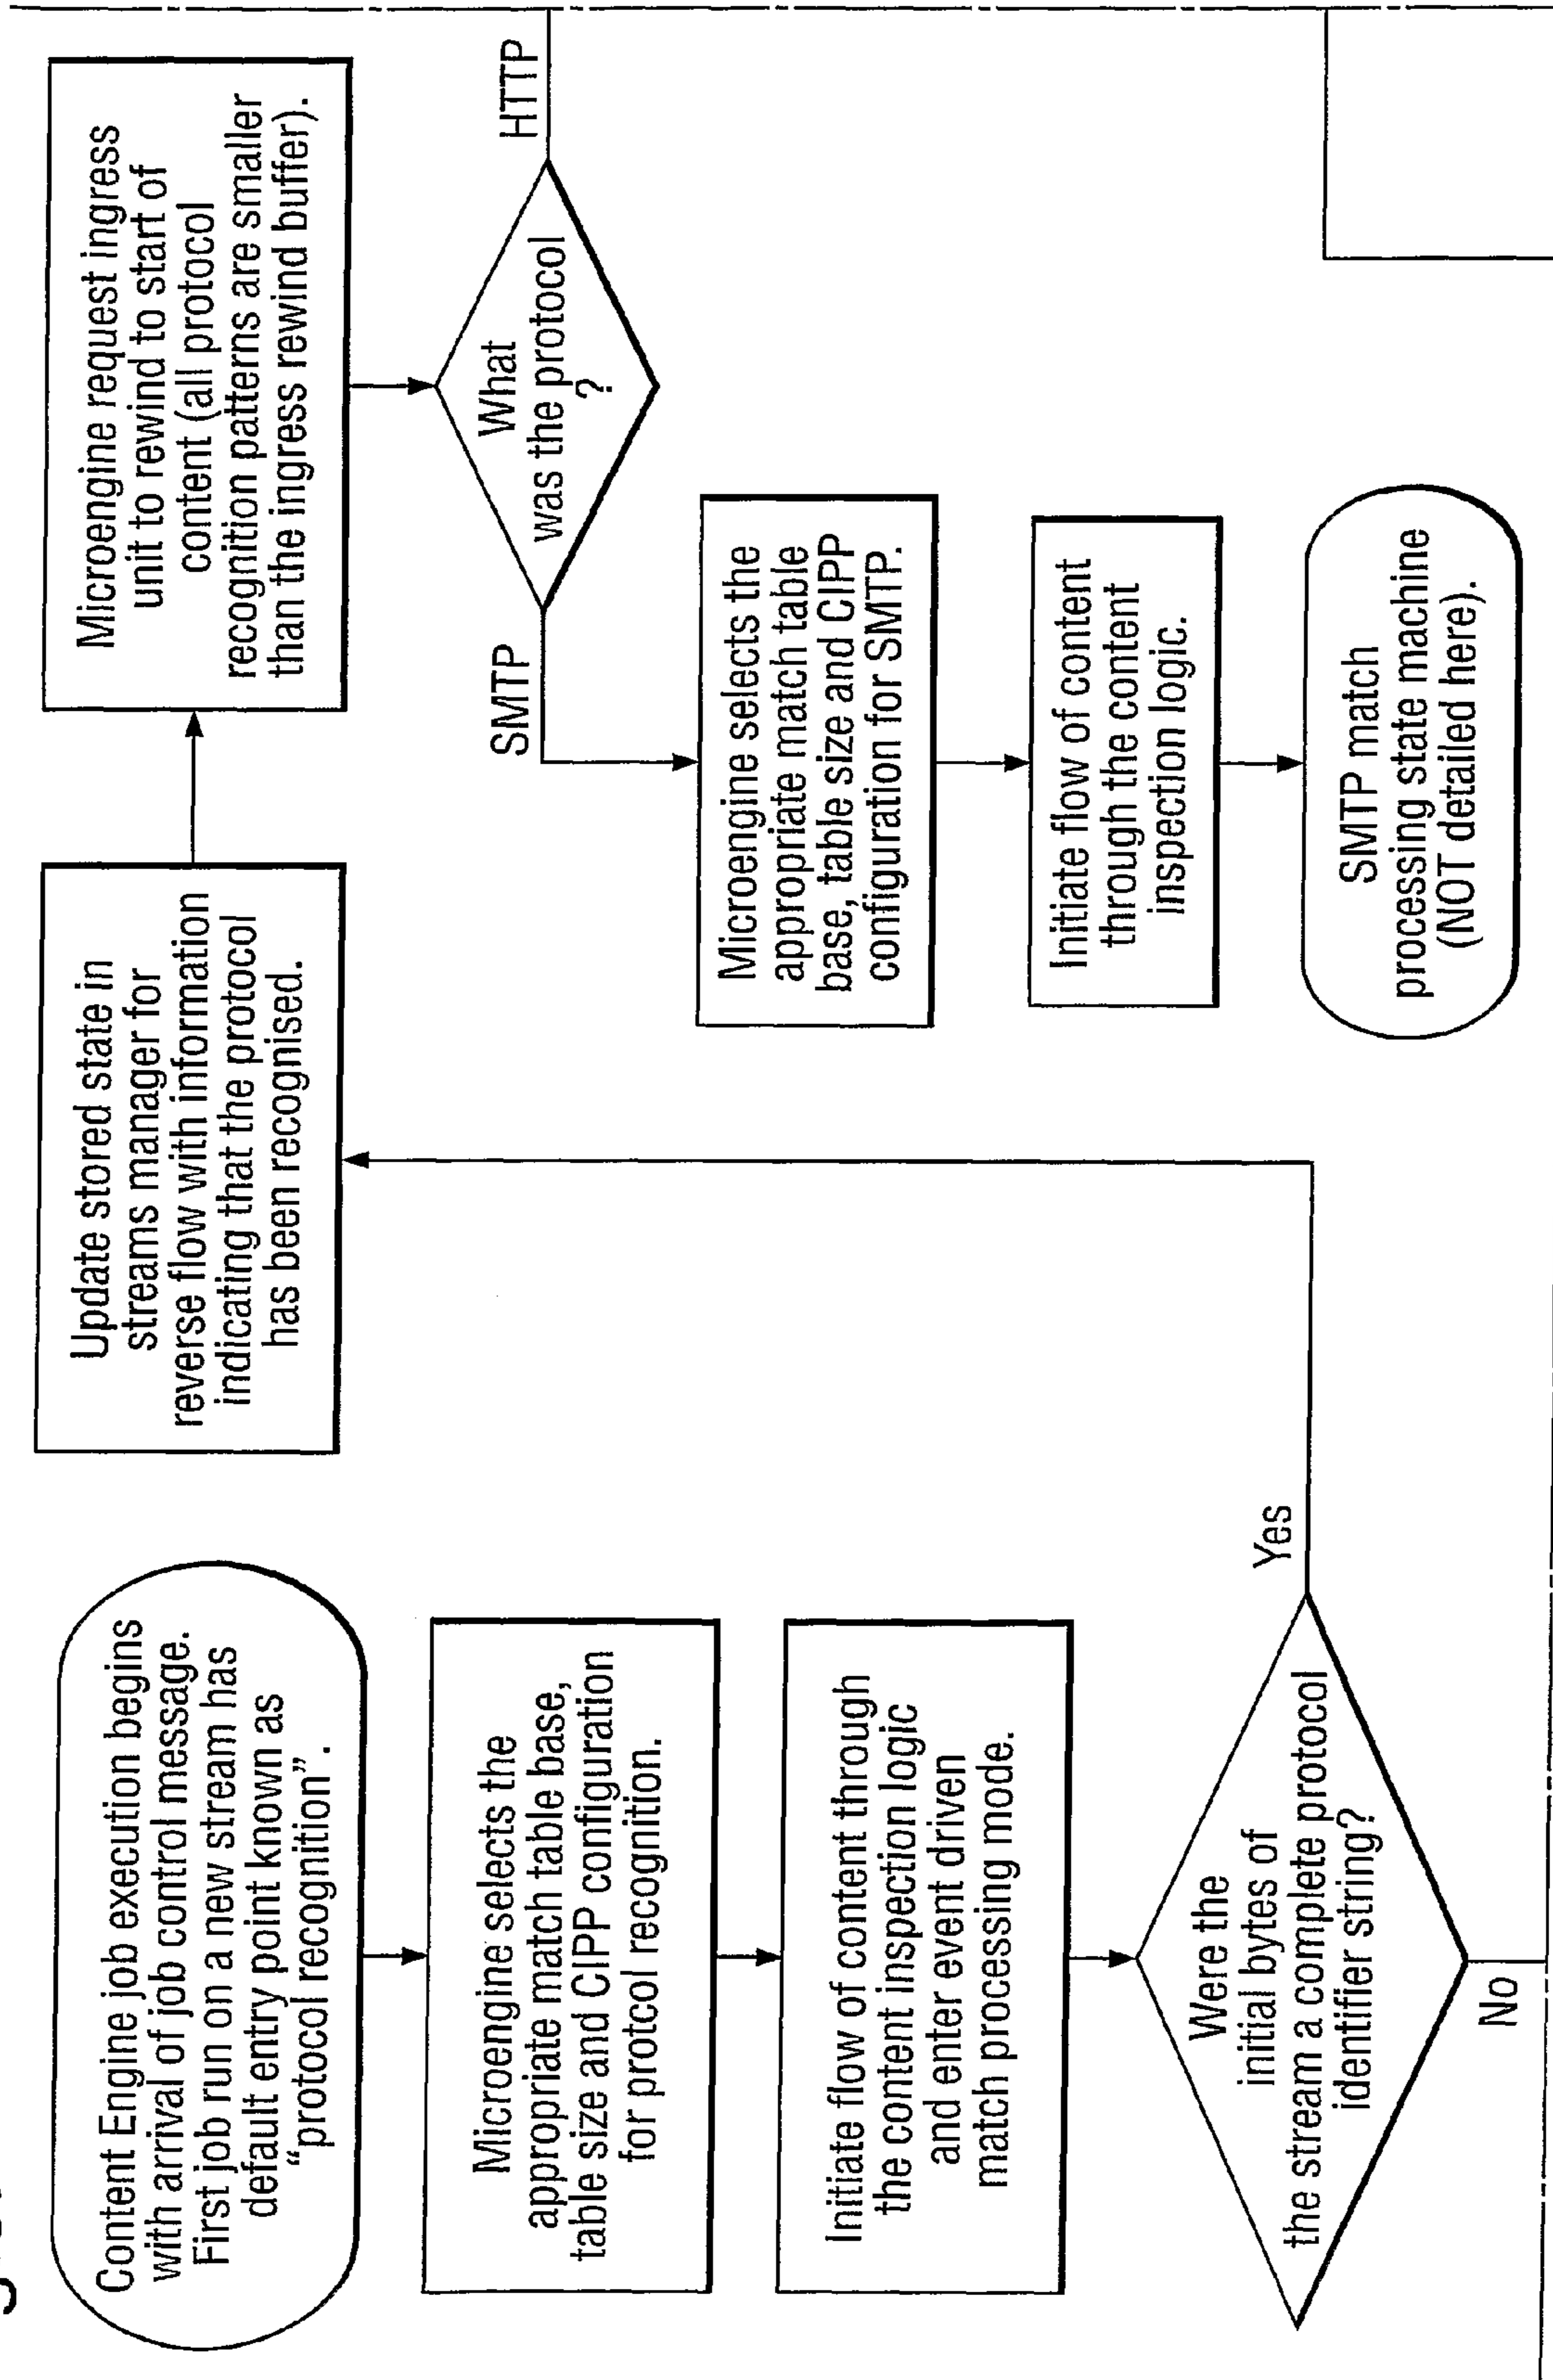 Content Engine job execution begins
with arrival of job control message.
First job run on a new stream has
default entry point known as
“protocol recognition”.
Microengine selects the
appropriate match table base,
table size and CIPP configuration
for protcol recognition.
Initiate flow of content through
the content inspection logic
and enter event driven
match processing mode.
Were the
initial bytes of
the stream a complete protocol
identifier string?
Yes
No
Update stored state in
streams manager for
reverse flow with information
indicating that the protocol
has been recognised.
Microengine request ingress
unit to rewind to start of
content (all protocol
recognition patterns are smaller
than the ingress rewind buffer).
What
was the protocol
?
SMTP
HTTP
Microengine selects the
appropriate match table
base, table size and CIPP
configuration for SMTP.
Initiate flow of content
through the content
inspection logic.
SMTP match
processing state machine
(NOT detailed here).